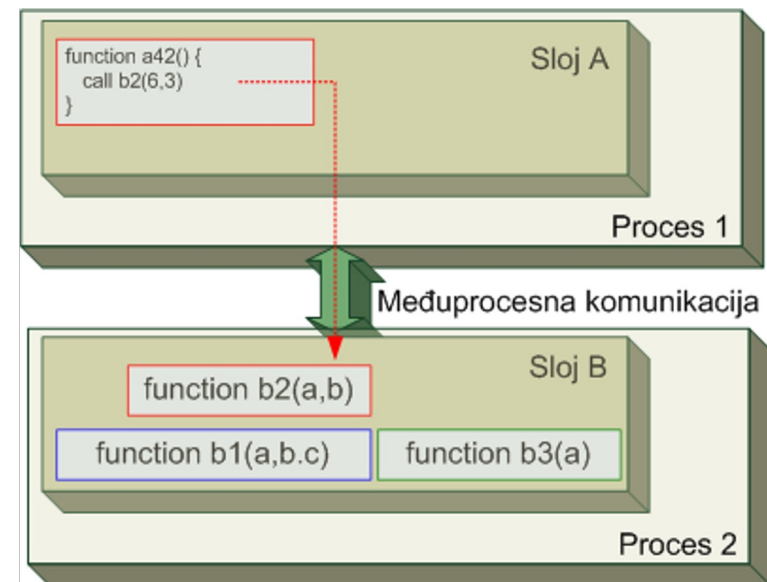 function a42() {
call b2(6,3)
}
Sloj A
Proces 1
Međuprocesna komunikacija
Sloj B
function b2(a,b)
function b1(a,b.c)
function b3(a)
Proces 2